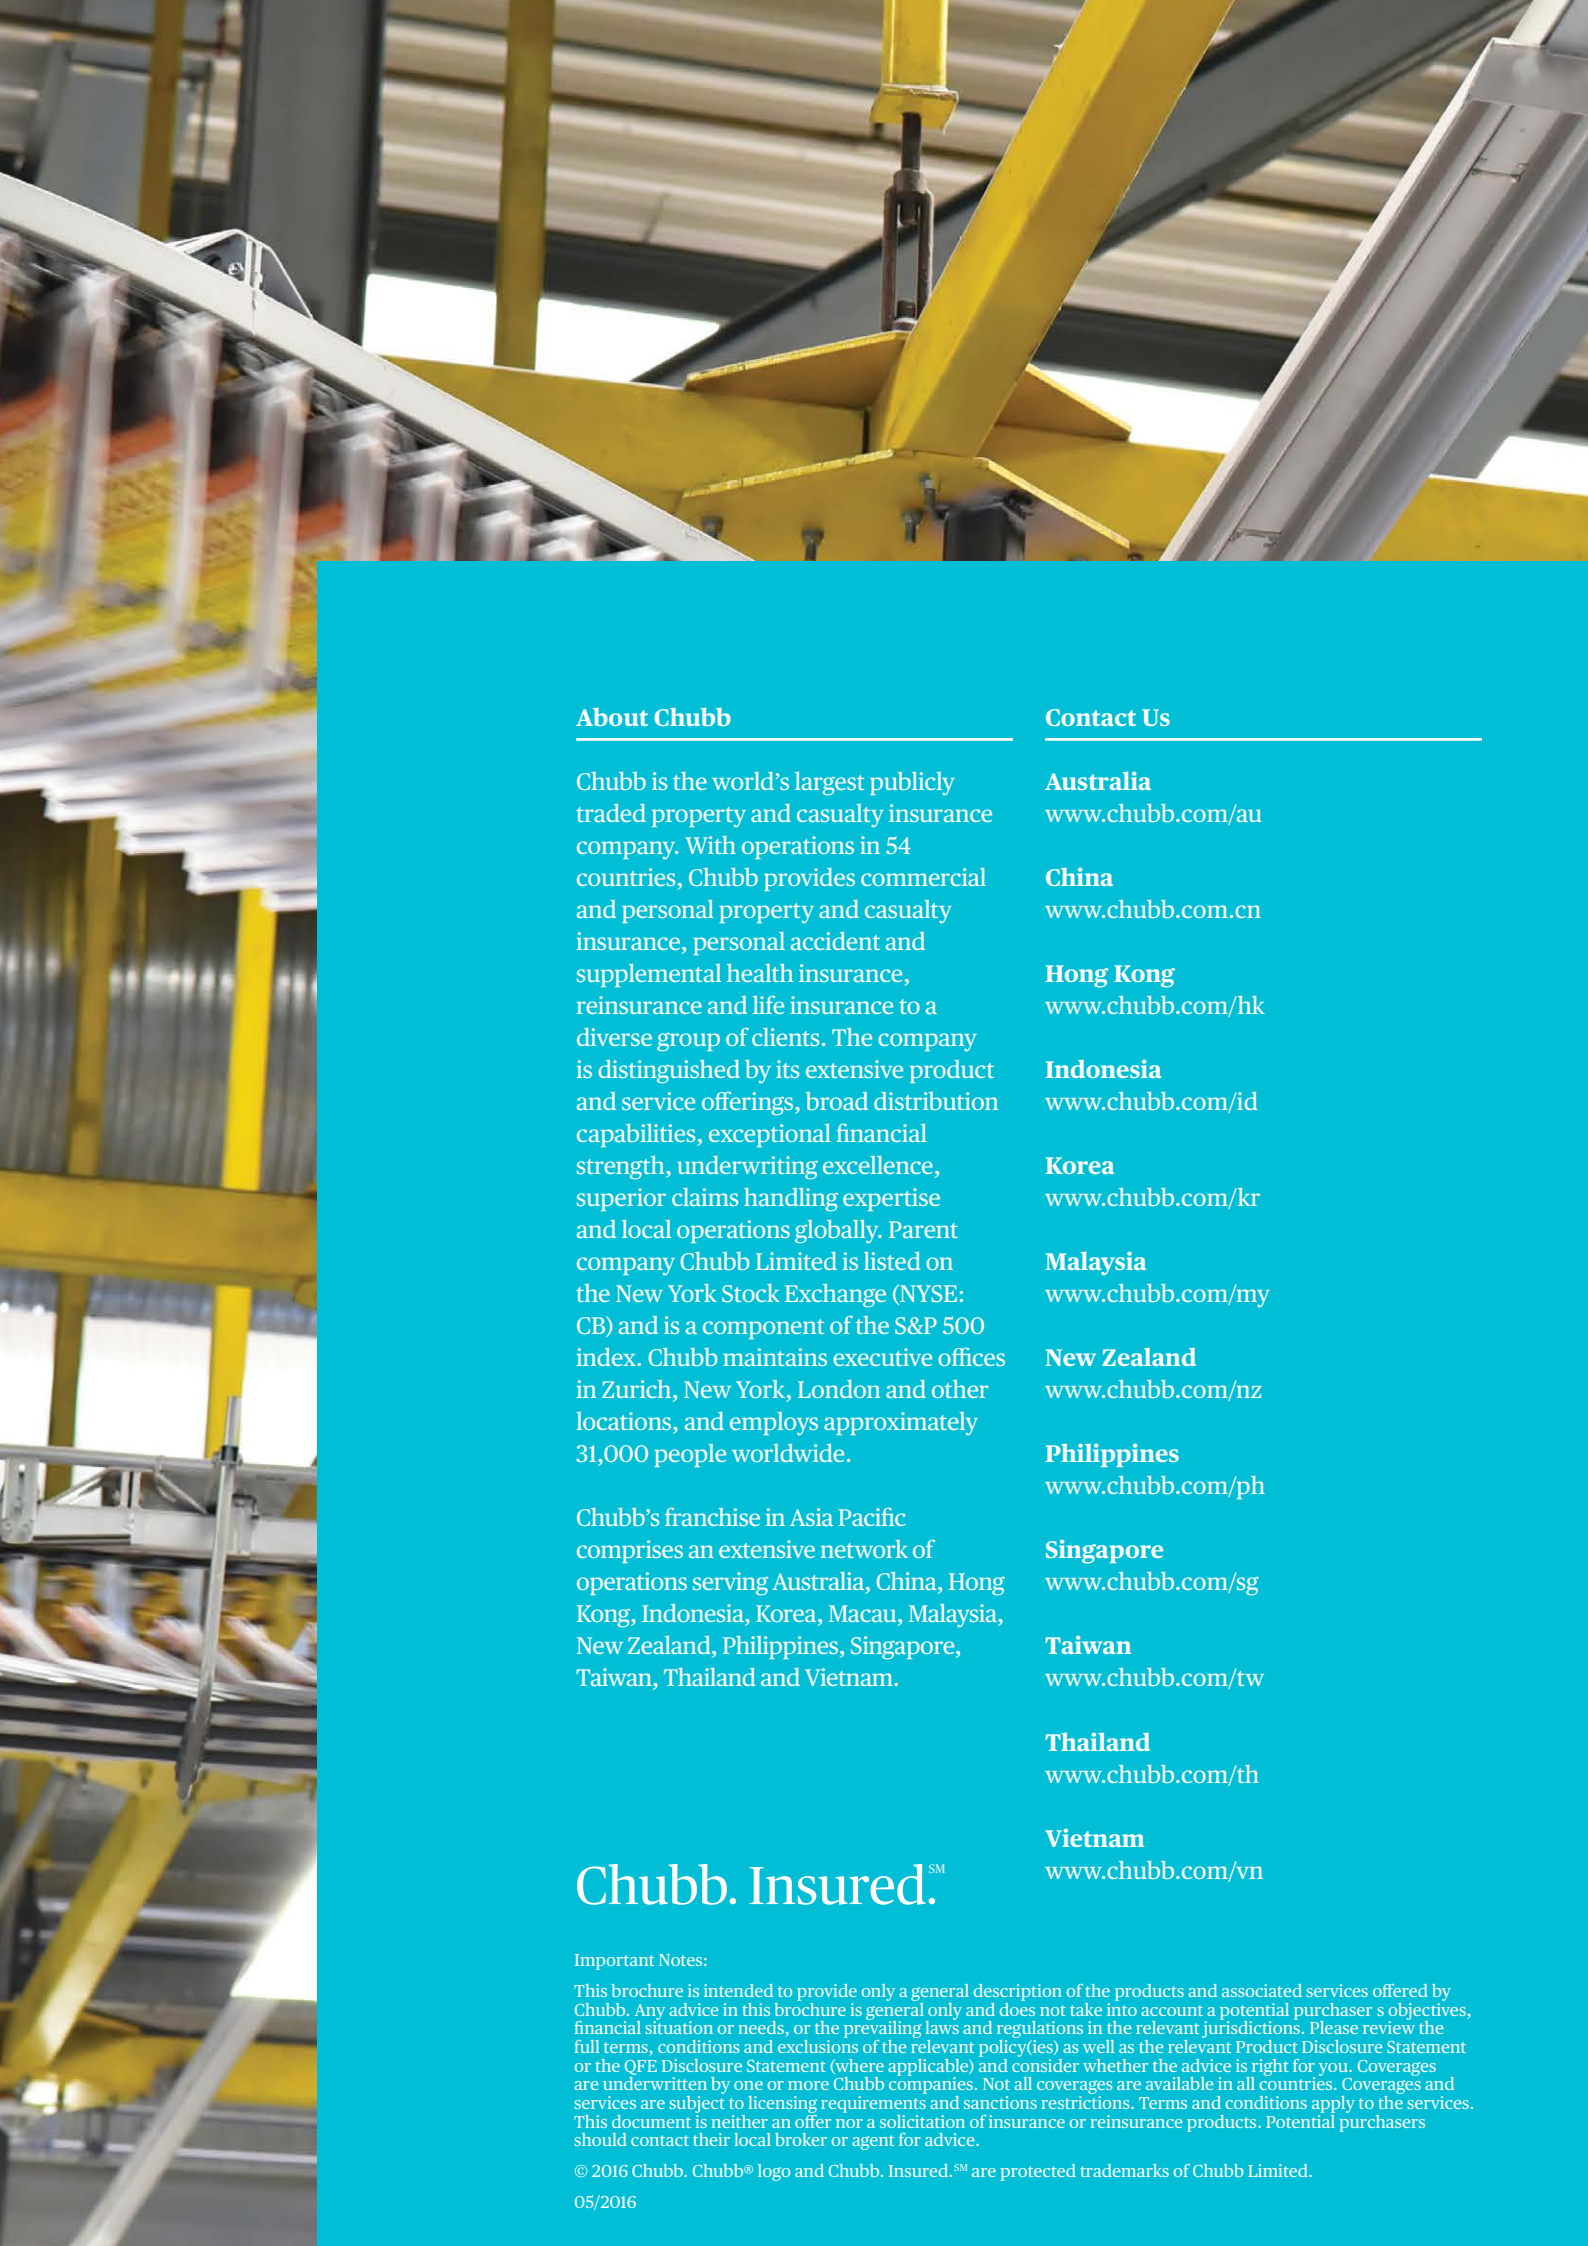 About Chubb
Chubb is the world’s largest publicly
traded property and casualty insurance
company. With operations in 54
countries, Chubb provides commercial
and personal property and casualty
insurance, personal accident and
supplemental health insurance,
reinsurance and life insurance to a
diverse group of clients. The company
is distinguished by its extensive product
and service offerings, broad distribution
capabilities, exceptional financial
strength, underwriting excellence,
superior claims handling expertise
and local operations globally. Parent
company Chubb Limited is listed on
the New York Stock Exchange (NYSE:
CB) and is a component of the S&P 500
index. Chubb maintains executive offices
in Zurich, New York, London and other
locations, and employs approximately
31,000 people worldwide.
Chubb’s franchise in Asia Pacific
comprises an extensive network of
operations serving Australia, China, Hong
Kong, Indonesia, Korea, Macau, Malaysia,
New Zealand, Philippines, Singapore,
Taiwan, Thailand and Vietnam.
Contact Us
Australia
www.chubb.com/au
China
www.chubb.com.cn
Hong Kong
www.chubb.com/hk
Indonesia
www.chubb.com/id
Korea
www.chubb.com/kr
Malaysia
www.chubb.com/my
New Zealand
www.chubb.com/nz
Philippines
www.chubb.com/ph
Singapore
www.chubb.com/sg
Taiwan
www.chubb.com/tw
Thailand
www.chubb.com/th
Vietnam
www.chubb.com/vn
Chubb. Insured.℠
Important Notes:
This brochure is intended to provide only a general description of the products and associated services offered by
Chubb. Any advice in this brochure is general only and does not take into account a potential purchaser s objectives,
financial situation or needs, or the prevailing laws and regulations in the relevant jurisdictions. Please review the
full terms, conditions and exclusions of the relevant policy(ies) as well as the relevant Product Disclosure Statement
or the QFE Disclosure Statement (where applicable) and consider whether the advice is right for you. Coverages
are underwritten by one or more Chubb companies. Not all coverages are available in all countries. Coverages and
services are subject to licensing requirements and sanctions restrictions. Terms and conditions apply to the services.
This document is neither an offer nor a solicitation of insurance or reinsurance products. Potential purchasers
should contact their local broker or agent for advice.
© 2016 Chubb. Chubb® logo and Chubb. Insured.℠ are protected trademarks of Chubb Limited.
05/2016